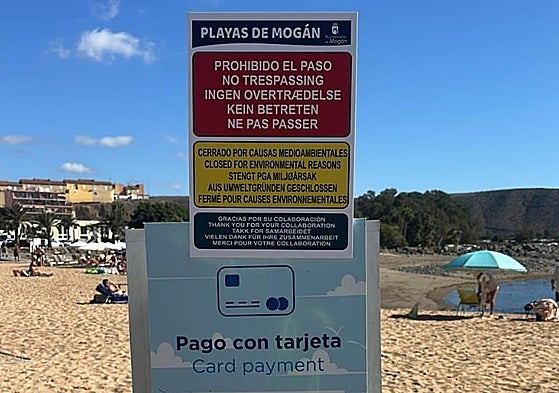 PLAYAS DE MOGÁN
Ayuntamiento
de Mogán
PROHIBIDO EL PASO
NO TRESPASSING
INGEN OVERTRÆDELSE
KEIN BETRETEN
NE PAS PASSER
CERRADO POR CAUSAS MEDIOAMBIENTALES
CLOSED FOR ENVIRONMENTAL REASONS
STENGT PGA MILJØÅRSAK
AUS UMWELTGRÜNDEN GESCHLOSSEN
FERMÉ POUR CAUSES ENVIRONNEMENTALES
GRACIAS POR SU COLABORACIÓN
THANK YOU FOR YOUR COLLABORATION
TAKK FOR SAMARBEIDET
VIELEN DANK FÜR IHRE ZUSAMMENARBEIT
MERCI POUR VOTRE COLLABORATION
Pago con tarjeta
Card payment